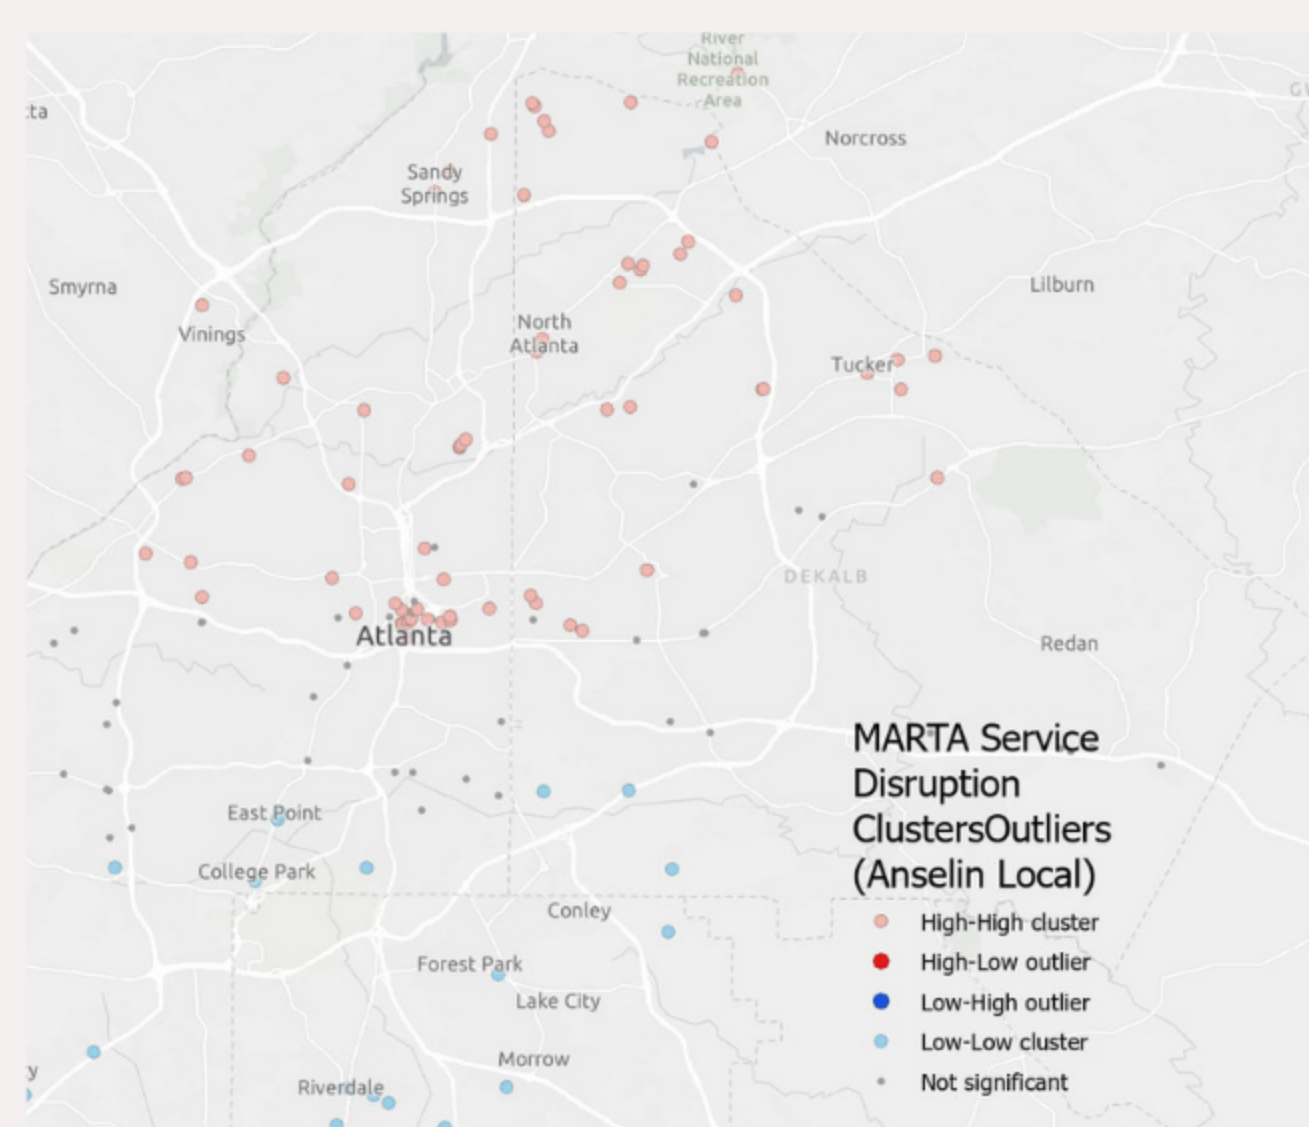 River
National
Recreation
Area
Norcross
Sandy
Springs
Smyrna
Lilburn
North
Atlanta
Vinings
Tucker
DEKALB
Atlanta
Redan
MARTA Service
Disruption
ClustersOutliers
(Anselin Local)
East Point
College Park
Conley
High-High cluster
Forest Park
High-Low outlier
Lake City
Low-High outlier
Low-Low cluster
Morrow
Not significant
Riverdale